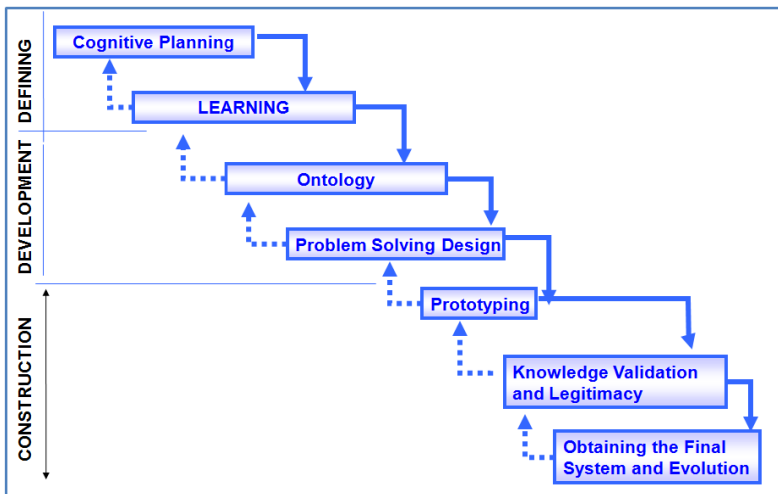 DEFINING
Cognitive Planning
LEARNING
DEVELOPMENT
Ontology
Problem Solving Design
CONSTRUCTION
Prototyping
Knowledge Validation
and Legitimacy
Obtaining the Final
System and Evolution